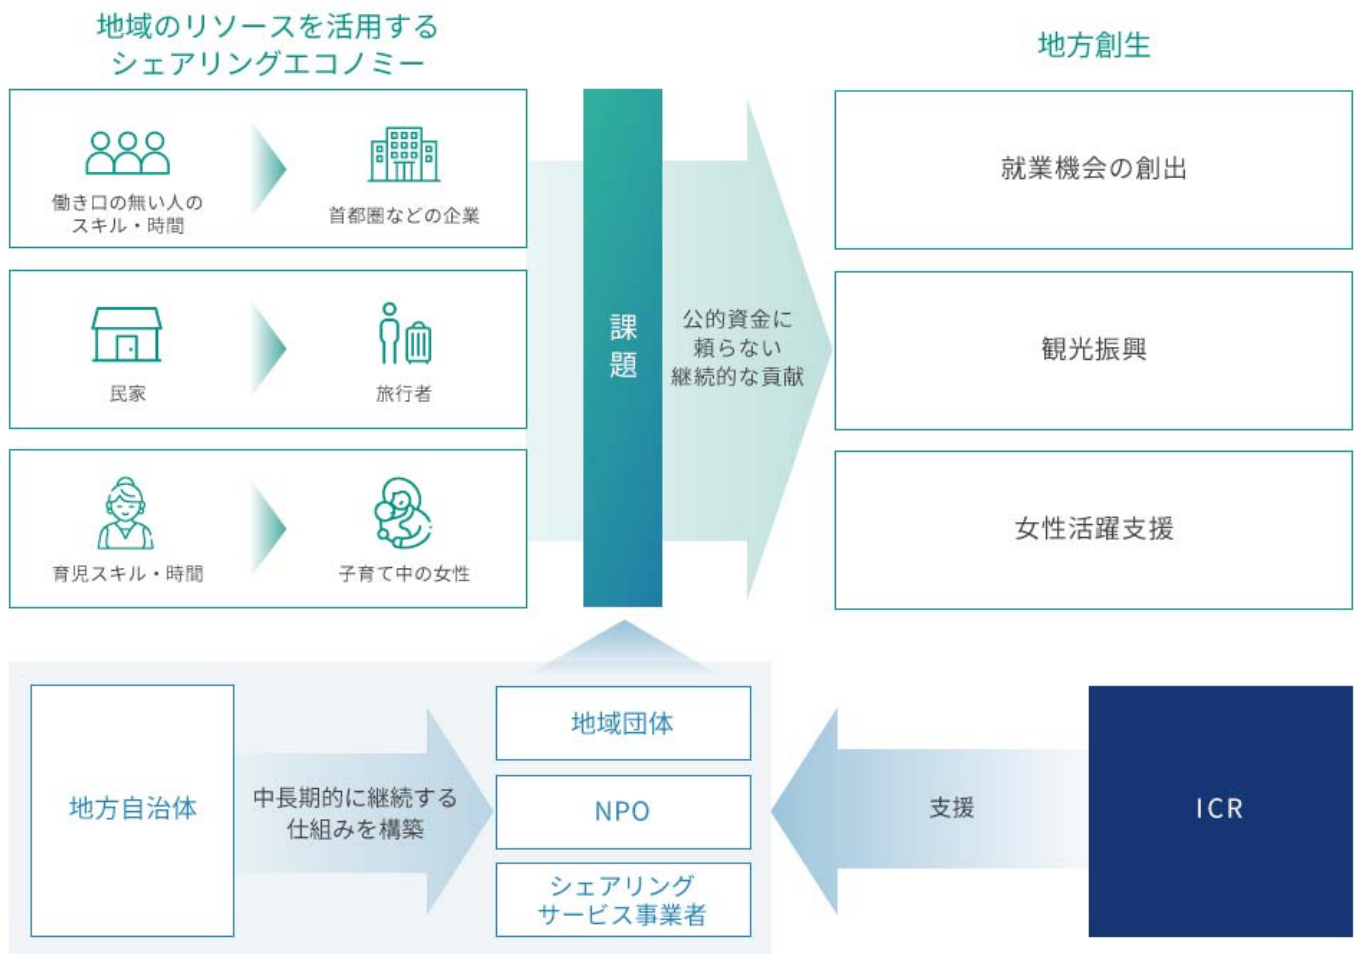 地域のリソースを活用する
シェアリングエコノミー
地方創生
働き口の無い人の
スキル・時間
首都圏などの企業
民家
旅行者
育児スキル・時間
子育て中の女性
課
題
公的資金に
頼らない
継続的な貢献
就業機会の創出
観光振興
女性活躍支援
地方自治体
中長期的に継続する
仕組みを構築
地域団体
NPO
シェアリング
サービス事業者
支援
ICR